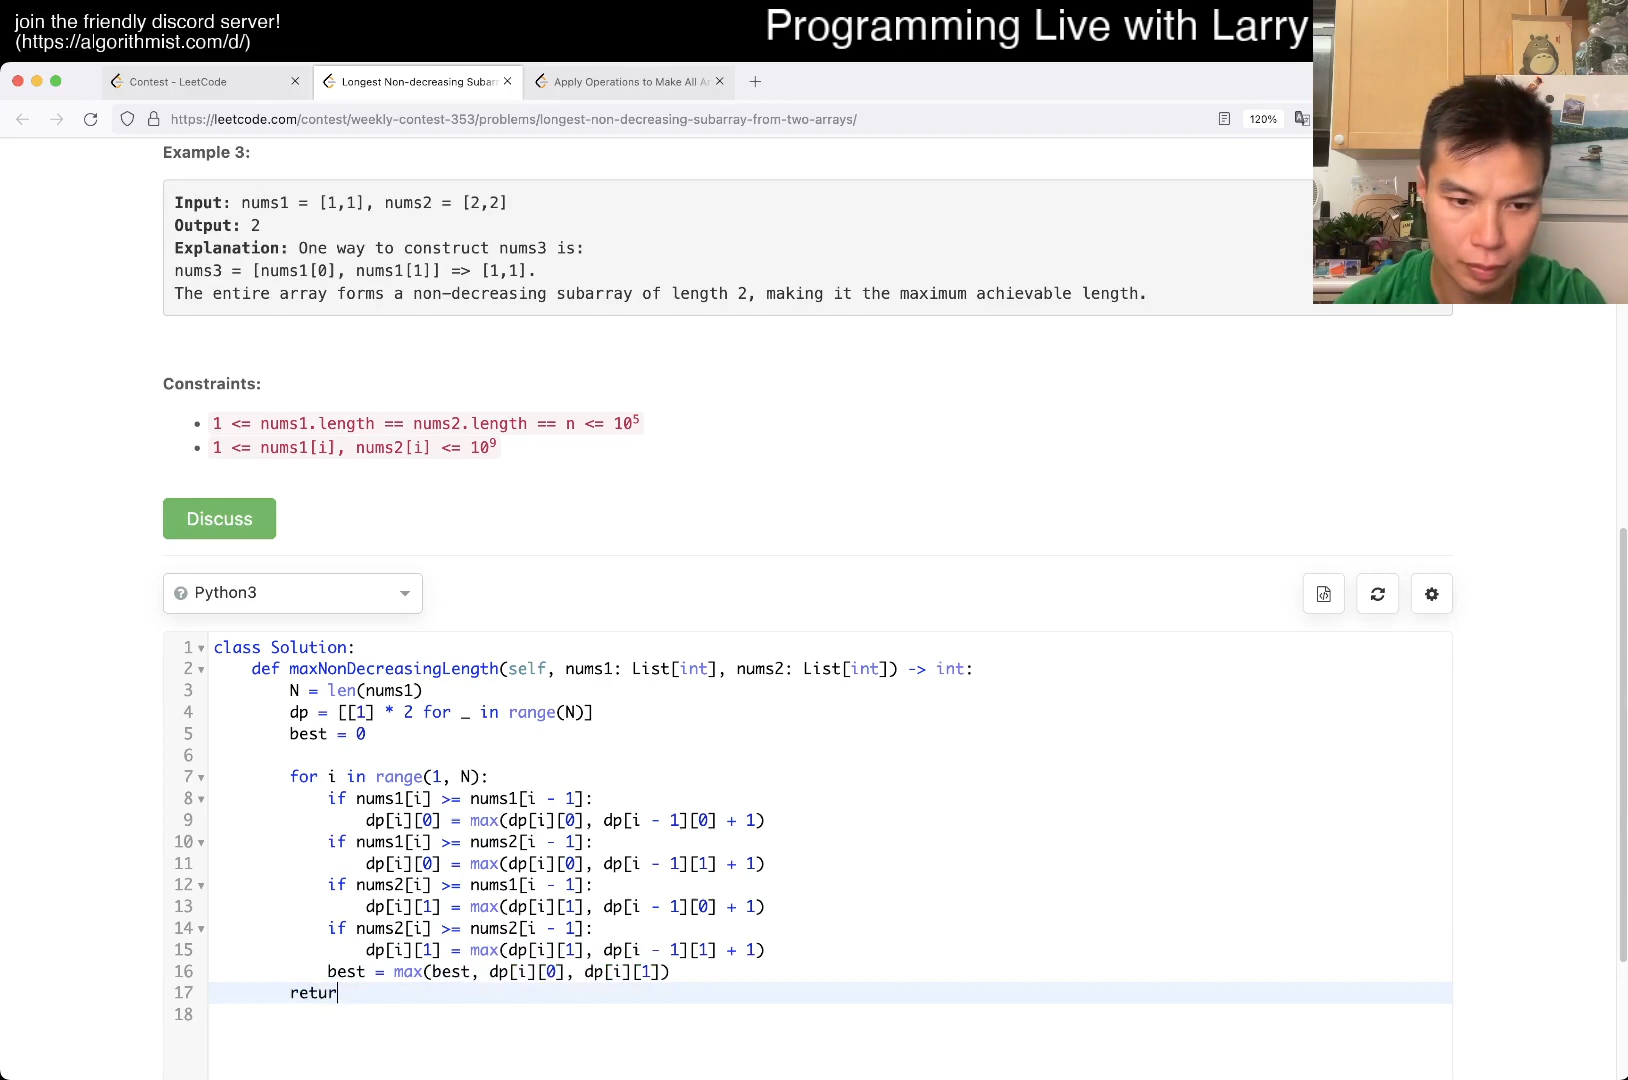 join the friendly discord server!
(https://algorithmist.com/d/)
Programming Live with Larry
Contest - LeetCode
Longest Non-decreasing Subar
Apply Operations to Make All A
https://leetcode.com/contest/weekly-contest-353/problems/longest-non-decreasing-subarray-from-two-arrays/
120%
Example 3:
Input: nums1 = [1,1], nums2 = [2,2]
Output: 2
Explanation: One way to construct nums3 is:
nums3 = [nums1[0], nums1[1]] => [1,1].
The entire array forms a non-decreasing subarray of length 2, making it the maximum achievable length.
Constraints:
1 <= nums1.length == nums2.length == n <= 10⁵
1 <= nums1[i], nums2[i] <= 10⁹
Discuss
Python3
1 class Solution:
2 def maxNonDecreasingLength(self, nums1: List[int], nums2: List[int]) -> int:
3 N = len(nums1)
4 dp = [[1] * 2 for _ in range(N)]
5 best = 0
6
7 for i in range(1, N):
8 if nums1[i] >= nums1[i - 1]:
9 dp[i][0] = max(dp[i][0], dp[i - 1][0] + 1)
10 if nums1[i] >= nums2[i - 1]:
11 dp[i][0] = max(dp[i][0], dp[i - 1][1] + 1)
12 if nums2[i] >= nums1[i - 1]:
13 dp[i][1] = max(dp[i][1], dp[i - 1][0] + 1)
14 if nums2[i] >= nums2[i - 1]:
15 dp[i][1] = max(dp[i][1], dp[i - 1][1] + 1)
16 best = max(best, dp[i][0], dp[i][1])
17 retur
18